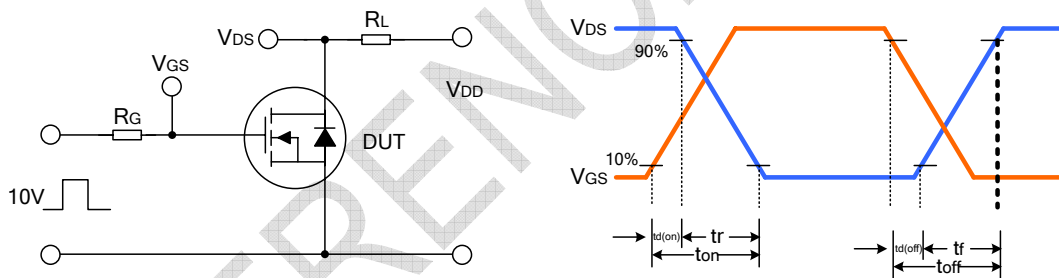 RL
VDS
VGS
VDD
RG
DUT
10V
VDS
90%
10%
VGS
td(on)
tr
ton
td(off)
tf
toff